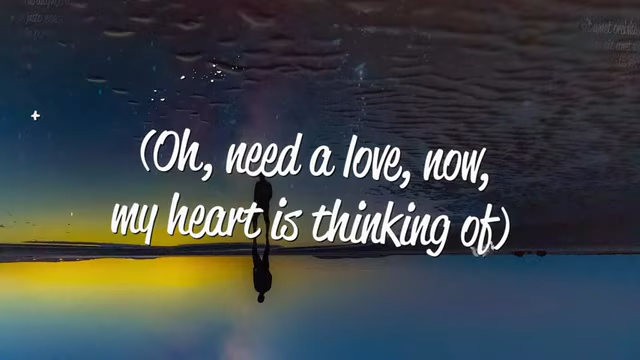 (Oh, need a love, now,
my heart is thinking of)